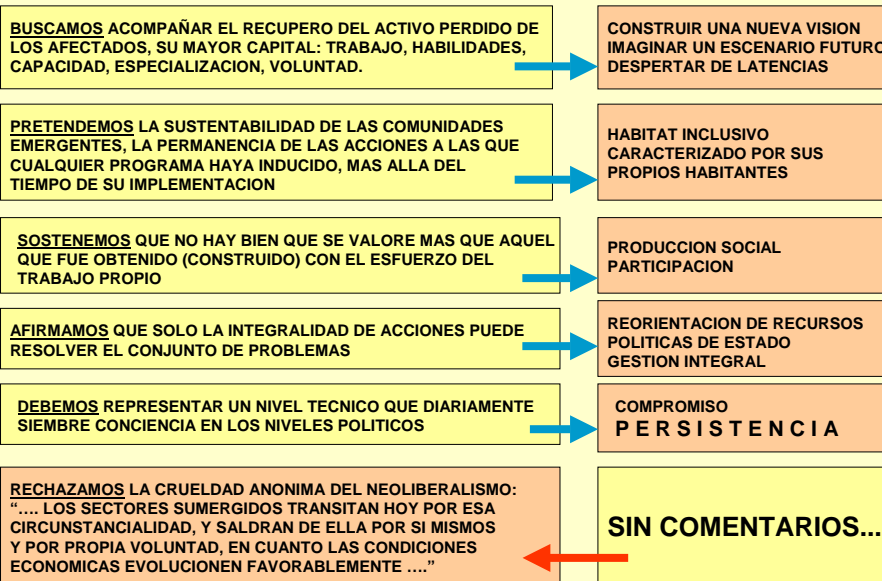 BUSCAMOS ACOMPAÑAR EL RECUPERO DEL ACTIVO PERDIDO DE
LOS AFECTADOS, SU MAYOR CAPITAL: TRABAJO, HABILIDADES,
CAPACIDAD, ESPECIALIZACION, VOLUNTAD.
CONSTRUIR UNA NUEVA VISION
IMAGINAR UN ESCENARIO FUTURO
DESPERTAR DE LATENCIAS
PRETENDEMOS LA SUSTENTABILIDAD DE LAS COMUNIDADES
EMERGENTES, LA PERMANENCIA DE LAS ACCIONES A LAS QUE
CUALQUIER PROGRAMA HAYA INDUCIDO, MAS ALLA DEL
TIEMPO DE SU IMPLEMENTACION
HABITAT INCLUSIVO
CARACTERIZADO POR SUS
PROPIOS HABITANTES
SOSTENEMOS QUE NO HAY BIEN QUE SE VALORE MAS QUE AQUEL
QUE FUE OBTENIDO (CONSTRUIDO) CON EL ESFUERZO DEL
TRABAJO PROPIO
PRODUCCION SOCIAL
PARTICIPACION
AFIRMAMOS QUE SOLO LA INTEGRALIDAD DE ACCIONES PUEDE
RESOLVER EL CONJUNTO DE PROBLEMAS
REORIENTACION DE RECURSOS
POLITICAS DE ESTADO
GESTION INTEGRAL
DEBEMOS REPRESENTAR UN NIVEL TECNICO QUE DIARIAMENTE
SIEMBRE CONCIENCIA EN LOS NIVELES POLITICOS
COMPROMISO
P E R S I S T E N C I A
RECHAZAMOS LA CRUELDAD ANONIMA DEL NEOLIBERALISMO:
“.... LOS SECTORES SUMERGIDOS TRANSITAN HOY POR ESA
CIRCUNSTANCIALIDAD, Y SALDRAN DE ELLA POR SI MISMOS
Y POR PROPIA VOLUNTAD, EN CUANTO LAS CONDICIONES
ECONOMICAS EVOLUCIONEN FAVORABLEMENTE ....”
SIN COMENTARIOS...